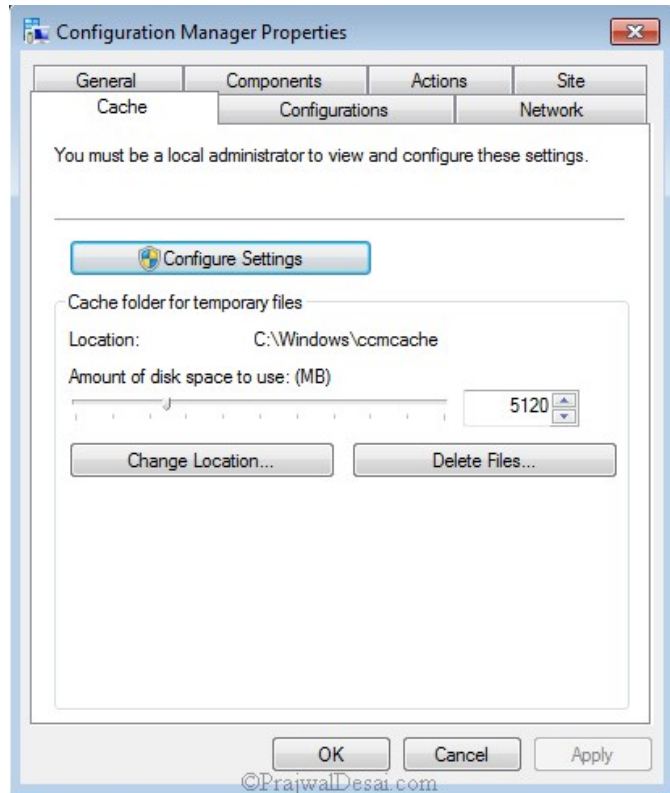 Configuration Manager Properties
General Components Actions Site
Cache Configurations Network
You must be a local administrator to view and configure these settings.
Configure Settings
Cache folder for temporary files
Location: C:\Windows\ccmcache
Amount of disk space to use: (MB)
5120
Change Location... Delete Files...
OK Cancel Apply
©PrajwalDesai.com